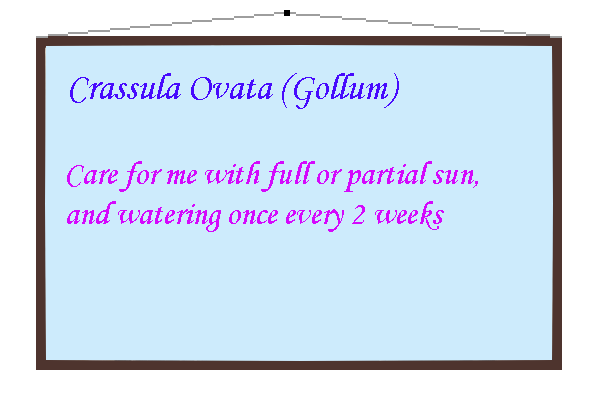 Crassula Ovata (Gollum)
Care for me with full or partial sun,
and watering once every 2 weeks